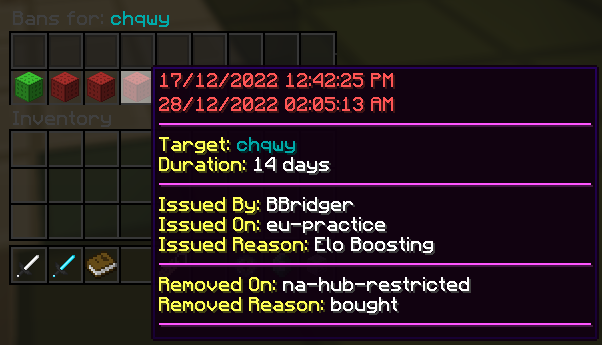 Bans for: chqwy
17/12/2022 12:42:25 PM
28/12/2022 02:05:13 AM
Inventory
Target: chqwy
Duration: 14 days
Issued By: BBridger
Issued On: eu-practice
Issued Reason: Elo Boosting
Removed On: na-hub-restricted
Removed Reason: bought